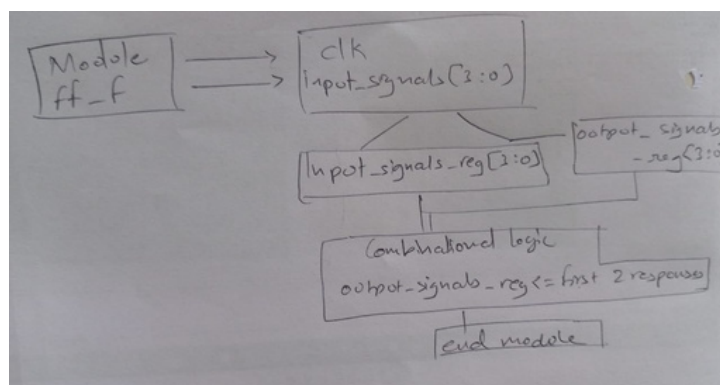 Module
ff_f
clk
input_signals[3:0]
Input_signals_reg[3:0]
output_signals
-reg[3:0
Combinational logic
output_signals_reg<= first 2 responses
end module